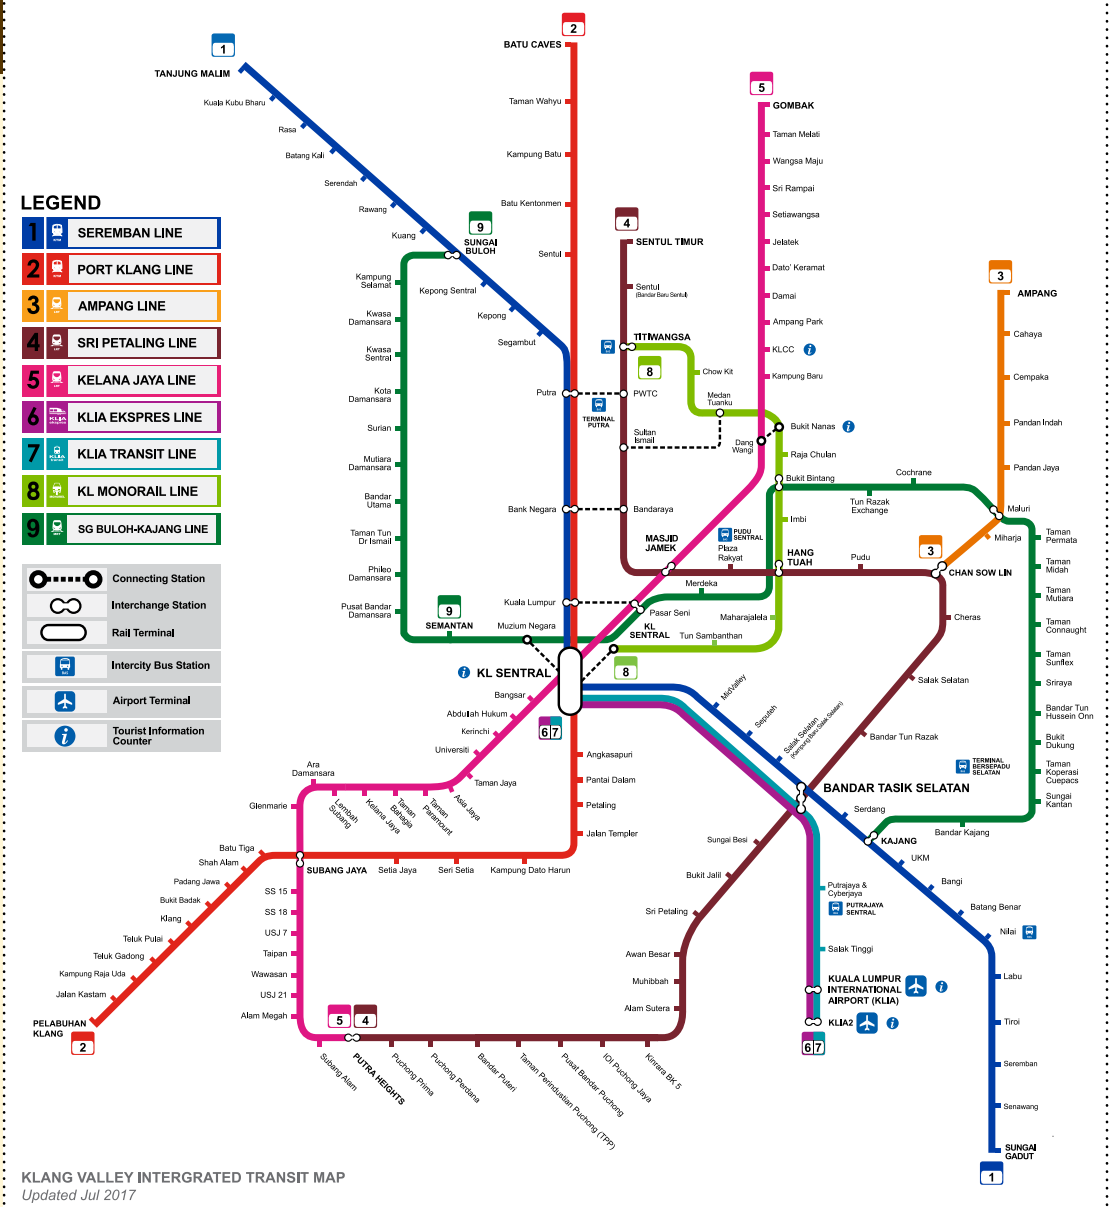 1
TANJUNG MALIM
Kuala Kubu Bharu
Rasa
Batang Kali
Serendah
Rawang
Kuang
2
BATU CAVES
Taman Wahyu
Kampung Batu
Batu Kentonmen
Sentul
5
GOMBAK
Taman Melati
Wangsa Maju
Sri Rampai
Setiawangsa
Jelatek
Dato' Keramat
Damai
Ampang Park
KLCC
Kampung Baru
LEGEND
1 SEREMBAN LINE
2 PORT KLANG LINE
3 AMPANG LINE
4 SRI PETALING LINE
5 KELANA JAYA LINE
6 KLIA EKSPRES LINE
7 KLIA TRANSIT LINE
8 KL MONORAIL LINE
9 SG BULOH-KAJANG LINE
Connecting Station
Interchange Station
Rail Terminal
Intercity Bus Station
Airport Terminal
Tourist Information
Counter
9
SUNGAI
BULOH
Kepong Sentral
Kepong
Segambut
Putra
Bank Negara
Kuala Lumpur
Kampung
Selamat
Kwasa
Damansara
Kwasa
Sentral
Kota
Damansara
Surian
Mutiara
Damansara
Bandar
Utama
Taman Tun
Dr Ismail
Phileo
Damansara
Pusat Bandar
Damansara
9
SEMANTAN
Muzium Negara
4
SENTUL TIMUR
Sentul
(Bandar Baru Sentul)
TITIWANGSA
8
Chow Kit
Medan
Tuanku
PWTC
TERMINAL
PUTRA
Sultan
Ismail
Bandaraya
Dang
Wangi
Bukit Nanas
Raja Chulan
Bukit Bintang
Imbi
HANG
TUAH
Maharajalela
Tun Sambanthan
MASJID
JAMEK
PUDU
SENTRAL
Plaza
Rakyat
Pudu
Merdeka
Pasar Seni
KL
SENTRAL
8
3
AMPANG
Cahaya
Cempaka
Pandan Indah
Pandan Jaya
Cochrane
Tun Razak
Exchange
Maluri
Miharja
3
CHAN SOW LIN
Cheras
Salak Selatan
Bandar Tun Razak
Taman
Permata
Taman
Midah
Taman
Mutiara
Taman
Connaught
Taman
Sunflex
Sriraya
Bandar Tun
Hussein Onn
Bukit
Dukung
Taman
Koperasi
Cuepacs
Sungai
Kantan
Bandar Kajang
TERMINAL
BERSEPADU
SELATAN
KL SENTRAL
6 7
MidValley
Seputeh
Salak Selatan
(Kampung Baru Salak Selatan)
BANDAR TASIK SELATAN
Serdang
KAJANG
UKM
Bangi
Batang Benar
Nilai
Labu
Tiroi
Seremban
Senawang
SUNGAI
GADUT
1
Bangsar
Abdullah Hukum
Kerinchi
Universiti
Taman Jaya
Asia Jaya
Taman
Paramount
Taman
Bahagia
Kelana Jaya
Lembah
Subang
Ara
Damansara
Glenmarie
Angkasapuri
Pantai Dalam
Petaling
Jalan Templer
Kampung Dato Harun
Seri Setia
Setia Jaya
SUBANG JAYA
Batu Tiga
Shah Alam
Padang Jawa
Bukit Badak
Klang
Teluk Pulai
Teluk Gadong
Kampung Raja Uda
Jalan Kastam
PELABUHAN
KLANG
2
SS 15
SS 18
USJ 7
Taipan
Wawasan
USJ 21
Alam Megah
Subang Alam
5
4
PUTRA HEIGHTS
Puchong Prima
Puchong Perdana
Bandar Puteri
Taman Perindustian Puchong (TPP)
Pusat Bandar Puchong
IOI Puchong Jaya
Kinrara BK 5
Alam Sutera
Muhibbah
Awan Besar
Sri Petaling
Bukit Jalil
Sungai Besi
Putrajaya &
Cyberjaya
PUTRAJAYA
SENTRAL
Salak Tinggi
KUALA LUMPUR
INTERNATIONAL
AIRPORT (KLIA)
KLIA2
6 7
KLANG VALLEY INTERGRATED TRANSIT MAP
Updated Jul 2017